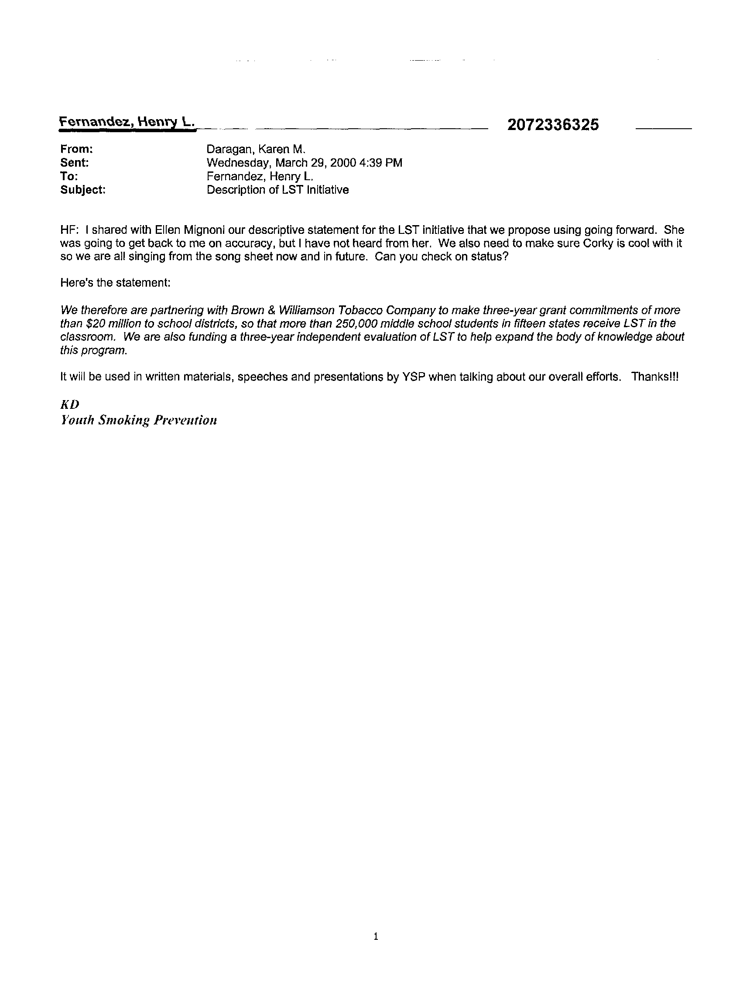 Fernandez, Henry L. 2072336325
From: Daragan, Karen M.
Sent: Wednesday, March 29, 2000 4:39 PM
To: Fernandez, Henry L.
Subject: Description of LST Initiative
HF: I shared with Ellen Mignoni our descriptive statement for the LST initiative that we propose using going forward. She
was going to get back to me on accuracy, but I have not heard from her. We also need to make sure Corky is cool with it
so we are all singing from the song sheet now and in future. Can you check on status?
Here's the statement:
We therefore are partnering with Brown & Williamson Tobacco Company to make three-year grant commitments of more
than $20 million to school districts, so that more than 250,000 middle school students in fifteen states receive LST in the
classroom. We are also funding a three-year independent evaluation of LST to help expand the body of knowledge about
this program.
It will be used in written materials, speeches and presentations by YSP when talking about our overall efforts. Thanks!!!
KD
Youth Smoking Prevention
1